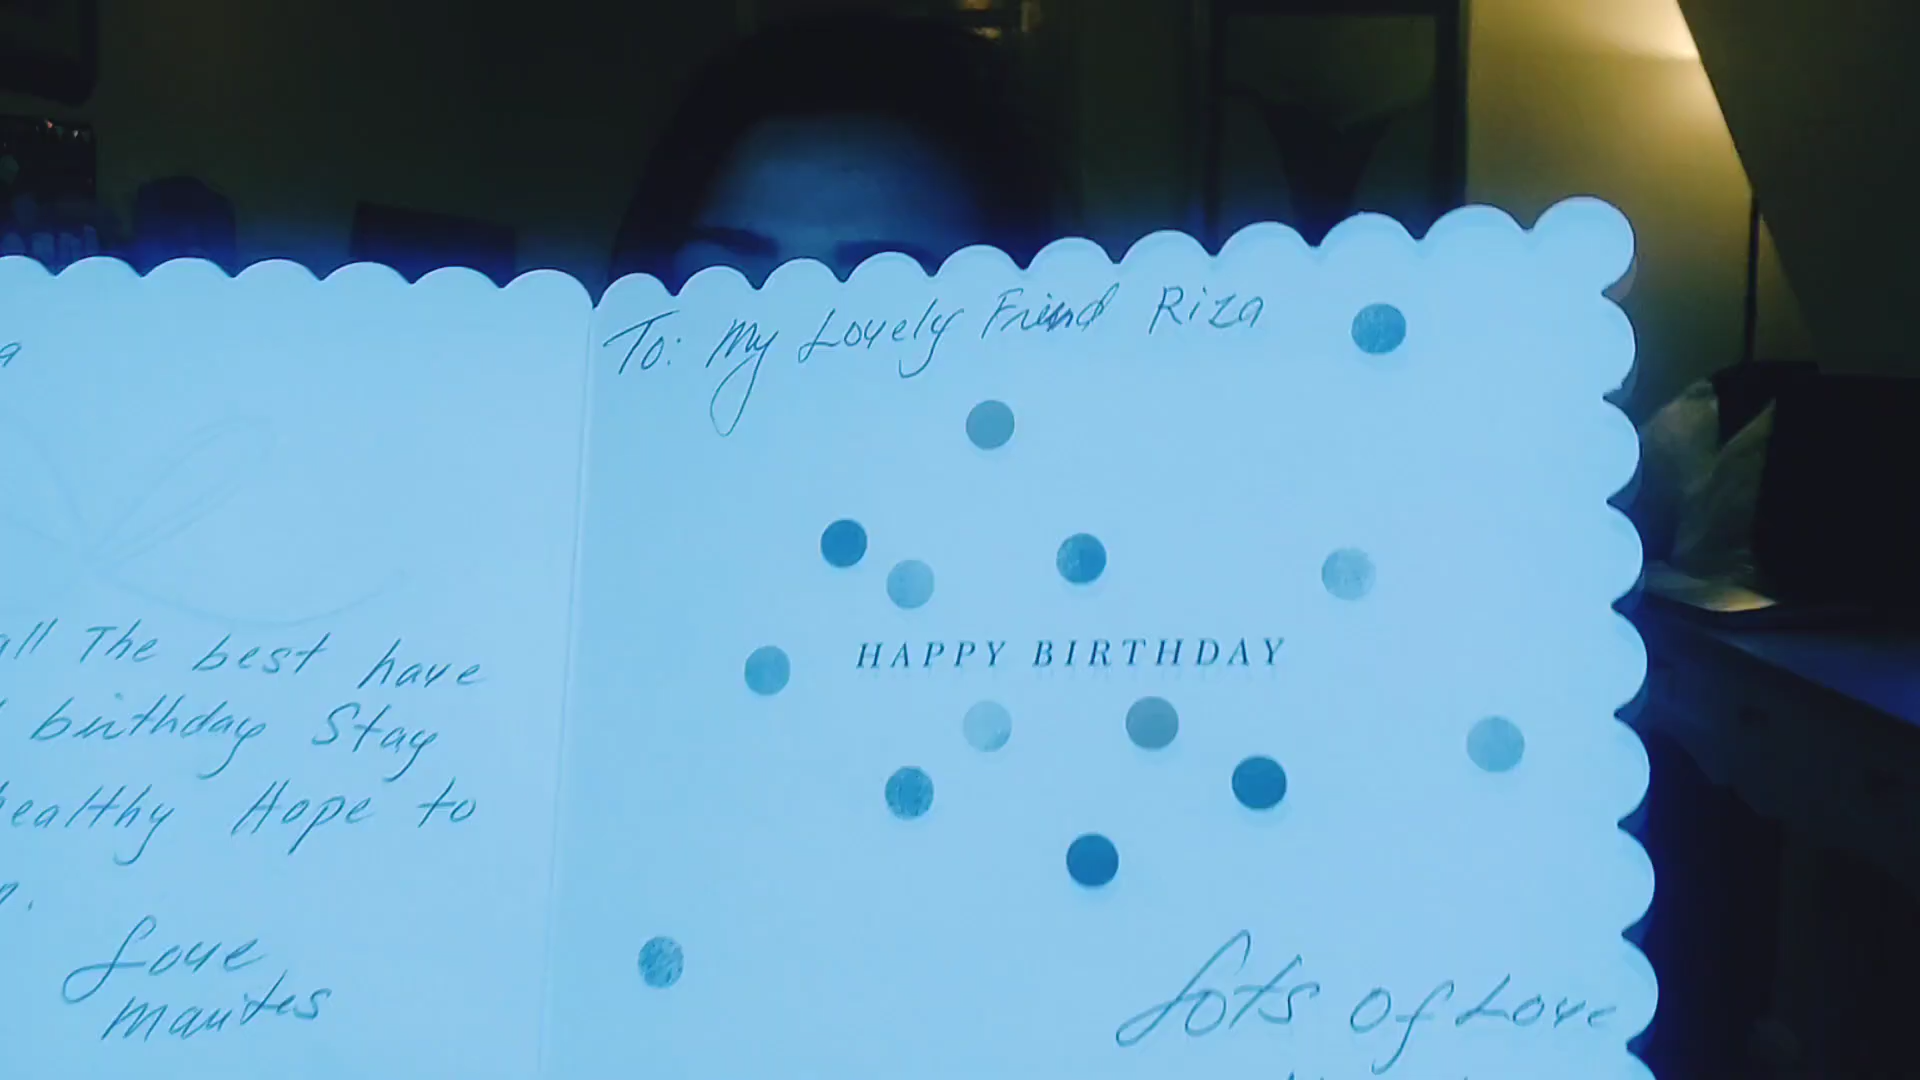 all The best have
birthday Stay
healthy Hope to
Love
To: My Lovely Friend Riza
HAPPY BIRTHDAY
Lots of Love